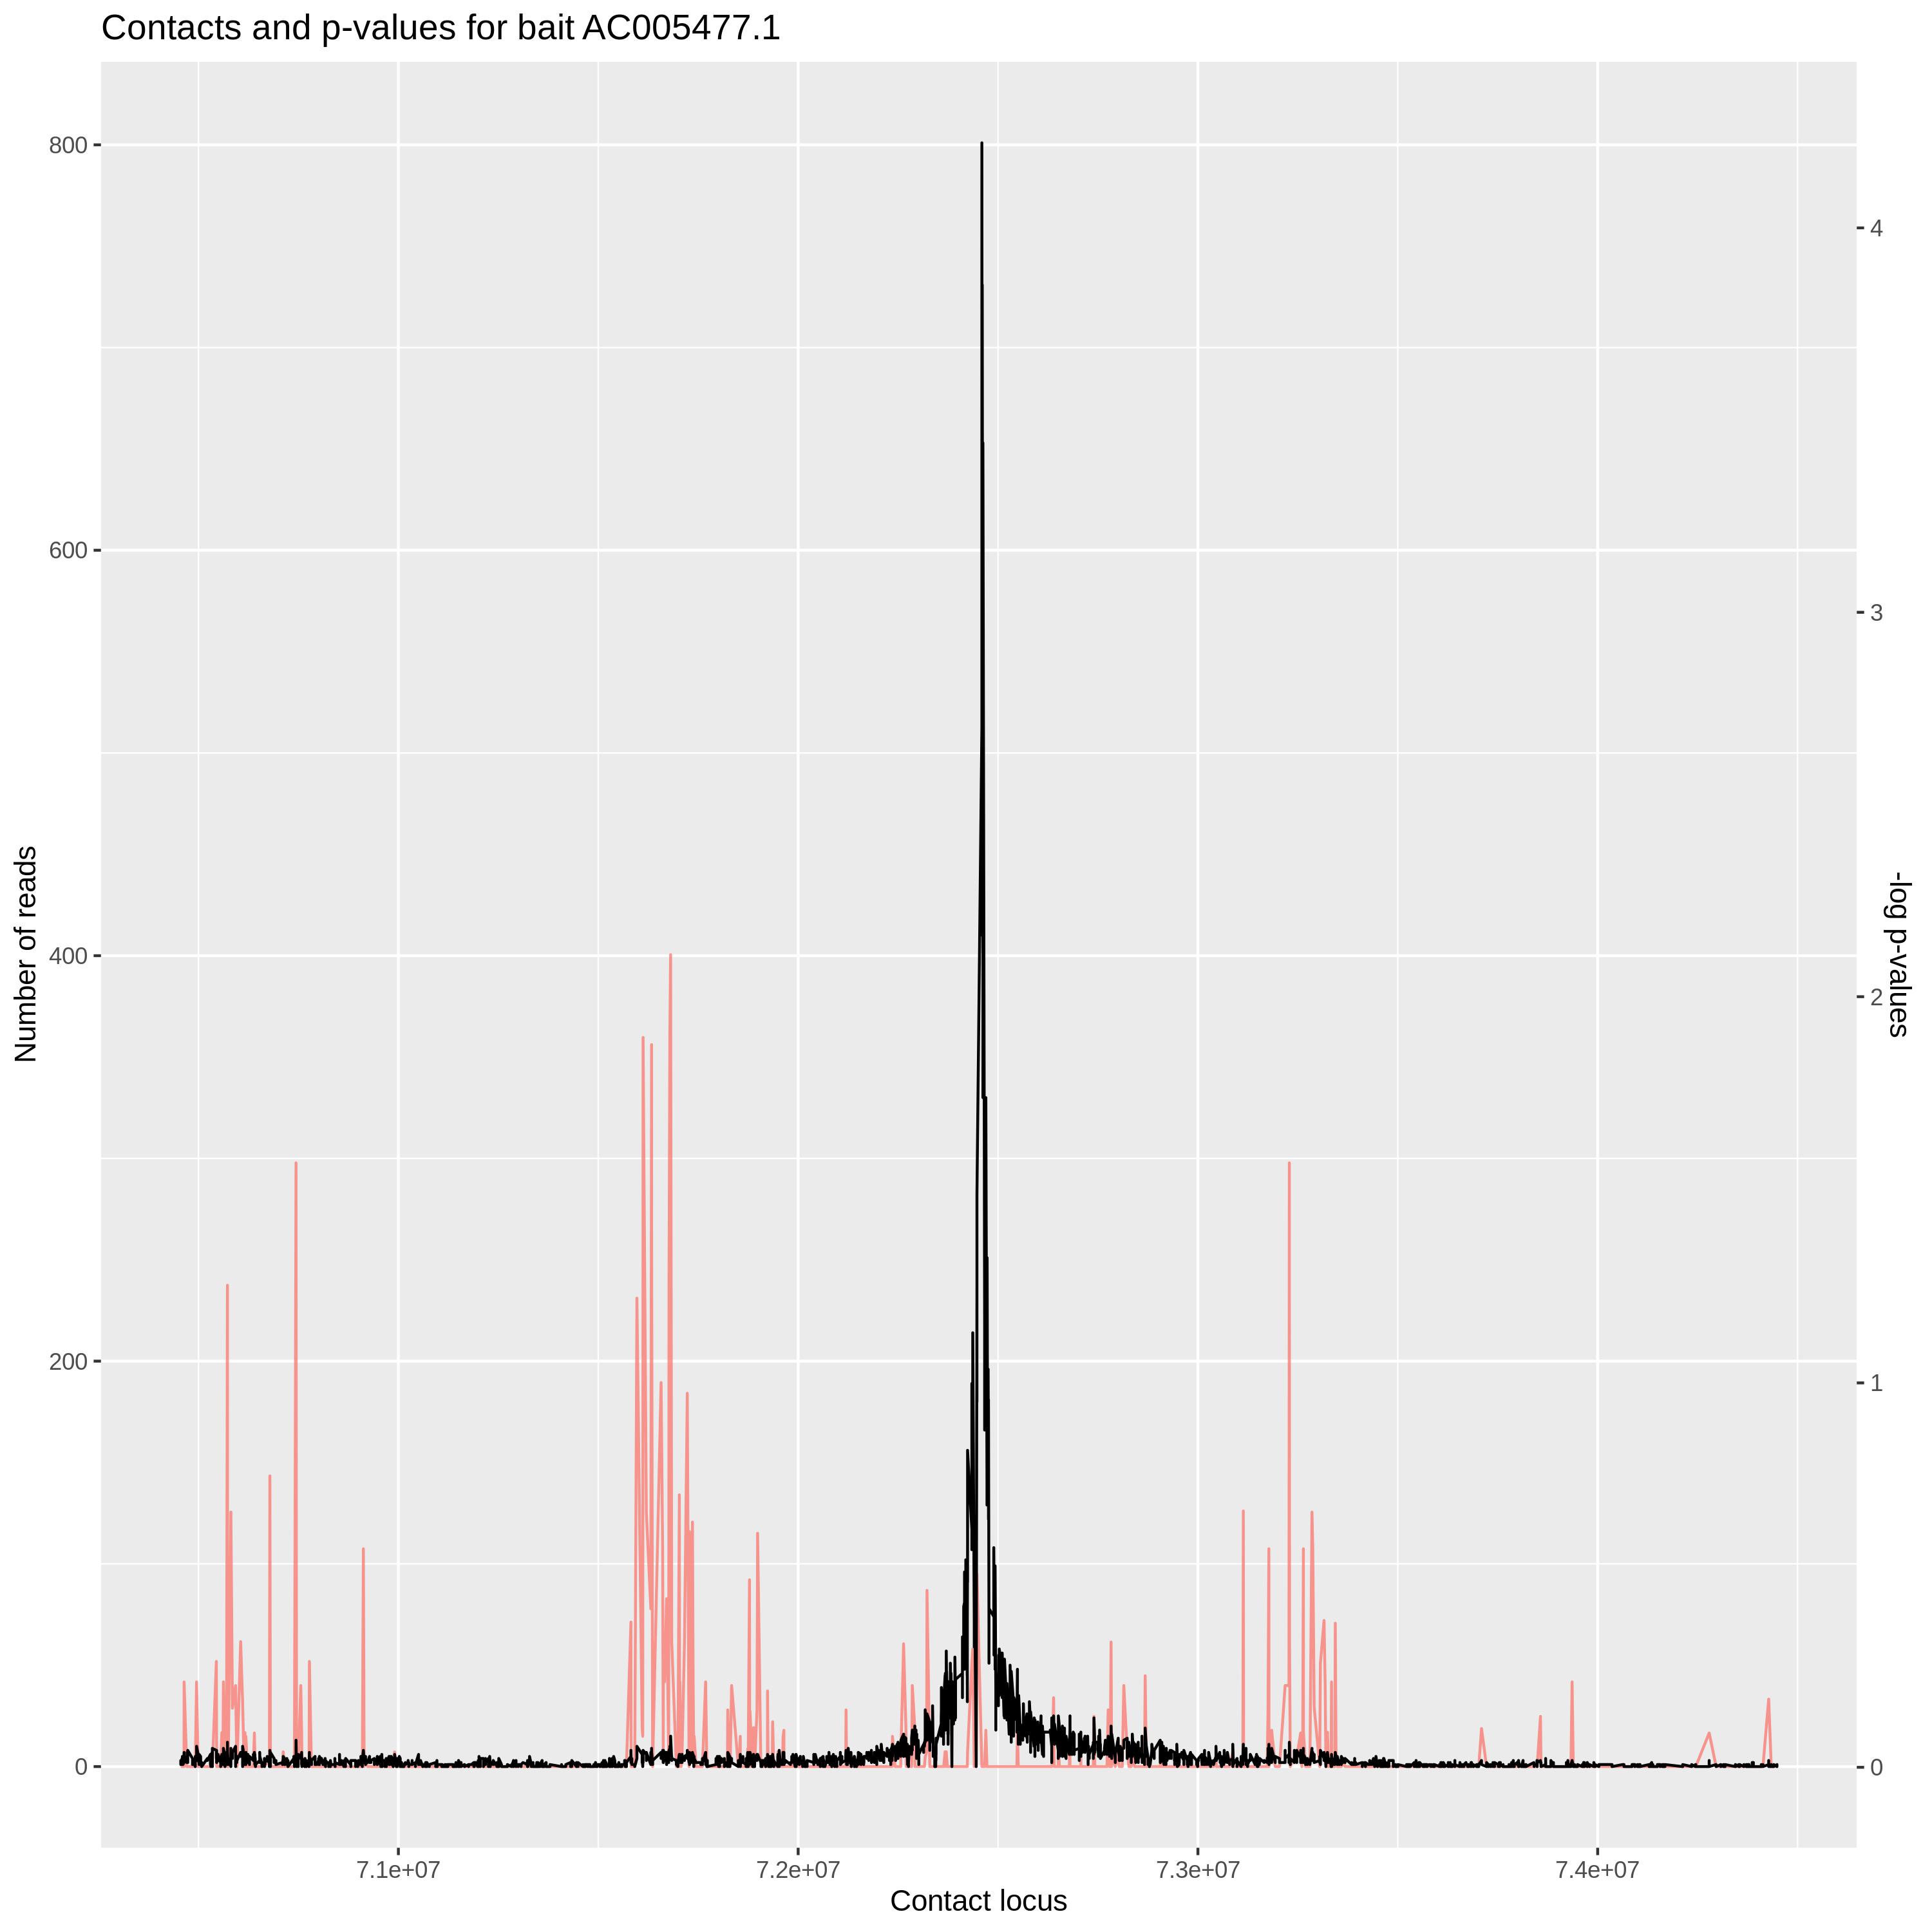 Contacts and p-values for bait AC005477.1
800
600
400
200
0
Number of reads
4
3
2
1
0
-log p-values
7.1e+07
7.2e+07
7.3e+07
7.4e+07
Contact locus